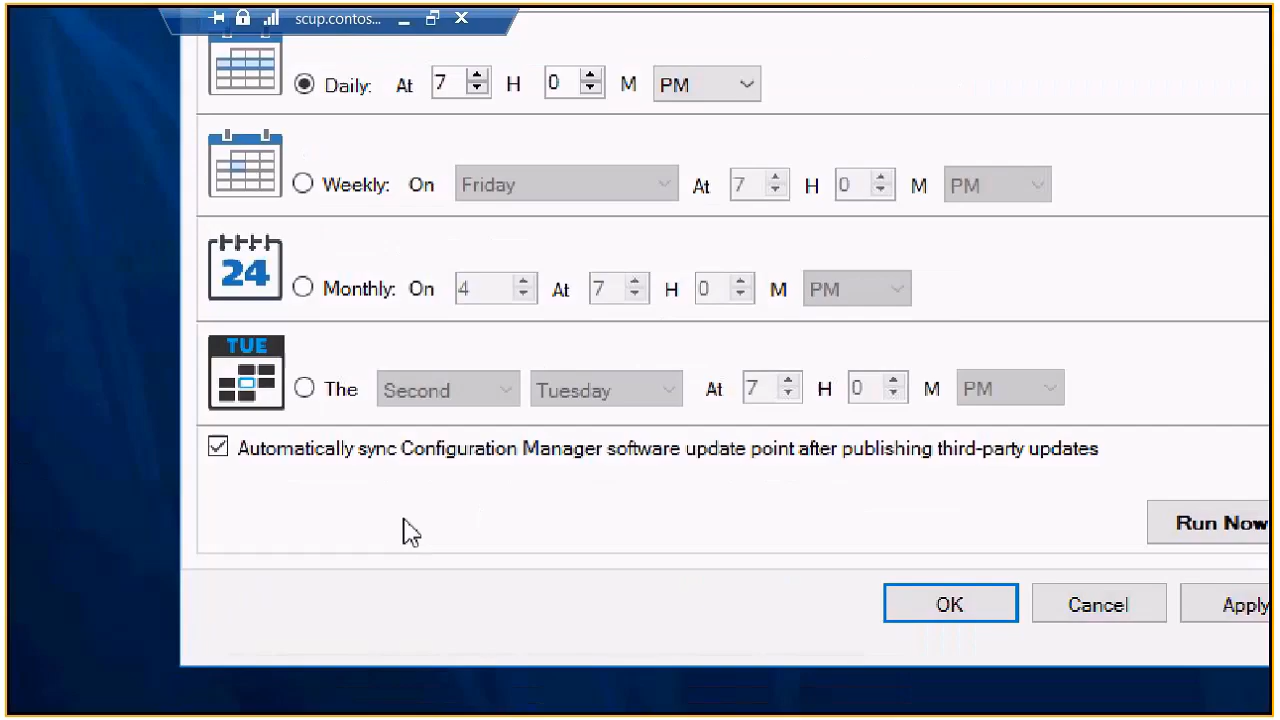 scup.contos...
Daily: At 7 H 0 M PM
Weekly: On Friday At 7 H 0 M PM
24 Monthly: On 4 At 7 H 0 M PM
TUE
The Second Tuesday At 7 H 0 M PM
Automatically sync Configuration Manager software update point after publishing third-party updates
Run Now
OK Cancel Apply